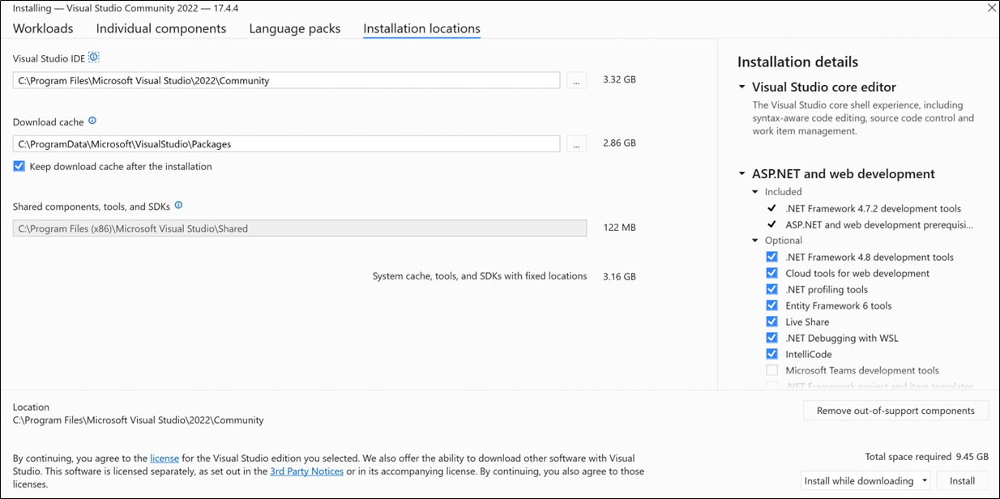 Installing — Visual Studio Community 2022 — 17.4.4
Workloads Individual components Language packs Installation locations
Visual Studio IDE
C:\Program Files\Microsoft Visual Studio\2022\Community ... 3.32 GB
Download cache
C:\ProgramData\Microsoft\VisualStudio\Packages ... 2.86 GB
Keep download cache after the installation
Shared components, tools, and SDKs
C:\Program Files (x86)\Microsoft Visual Studio\Shared 122 MB
System cache, tools, and SDKs with fixed locations 3.16 GB
Installation details
Visual Studio core editor
The Visual Studio core shell experience, including
syntax-aware code editing, source code control and
work item management.
ASP.NET and web development
Included
.NET Framework 4.7.2 development tools
ASP.NET and web development prerequisi...
Optional
.NET Framework 4.8 development tools
Cloud tools for web development
.NET profiling tools
Entity Framework 6 tools
Live Share
.NET Debugging with WSL
IntelliCode
Microsoft Teams development tools
.NET Framework project and item templates
Location
C:\Program Files\Microsoft Visual Studio\2022\Community
Remove out-of-support components
By continuing, you agree to the license for the Visual Studio edition you selected. We also offer the ability to download other software with Visual
Studio. This software is licensed separately, as set out in the 3rd Party Notices or in its accompanying license. By continuing, you also agree to those
licenses.
Total space required 9.45 GB
Install while downloading Install